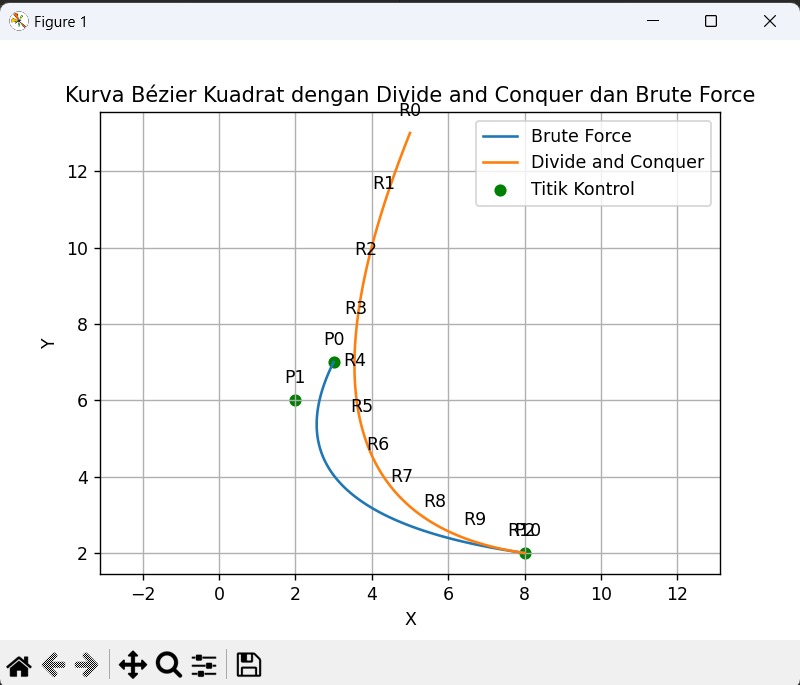 Figure 1
Kurva Bézier Kuadrat dengan Divide and Conquer dan Brute Force
R0
Brute Force
Divide and Conquer
Titik Kontrol
R1
R2
R3
P0
R4
P1
R5
R6
R7
R8
R9
P2
R10
Y
12
10
8
6
4
2
−2 0 2 4 6 8 10 12
X